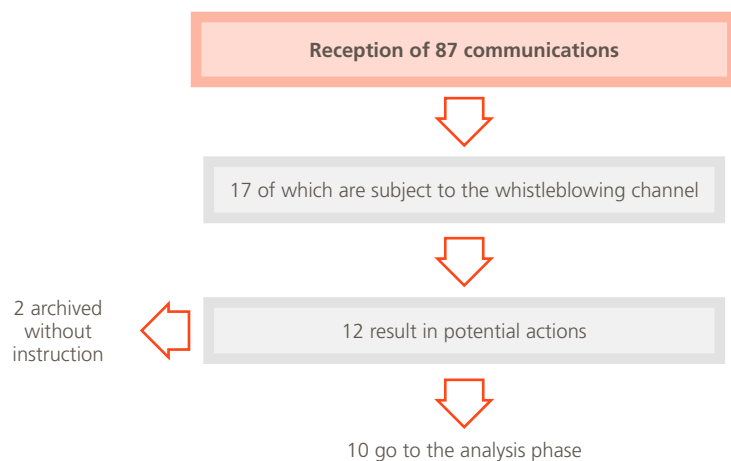 Reception of 87 communications
17 of which are subject to the whistleblowing channel
2 archived
without
instruction
12 result in potential actions
10 go to the analysis phase